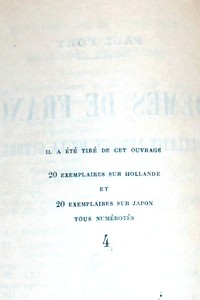 IL A ÉTÉ TIRÉ DE CET OUVRAGE
20 EXEMPLAIRES SUR HOLLANDE
ET
20 EXEMPLAIRES SUR JAPON
TOUS NUMÉROTÉS
4